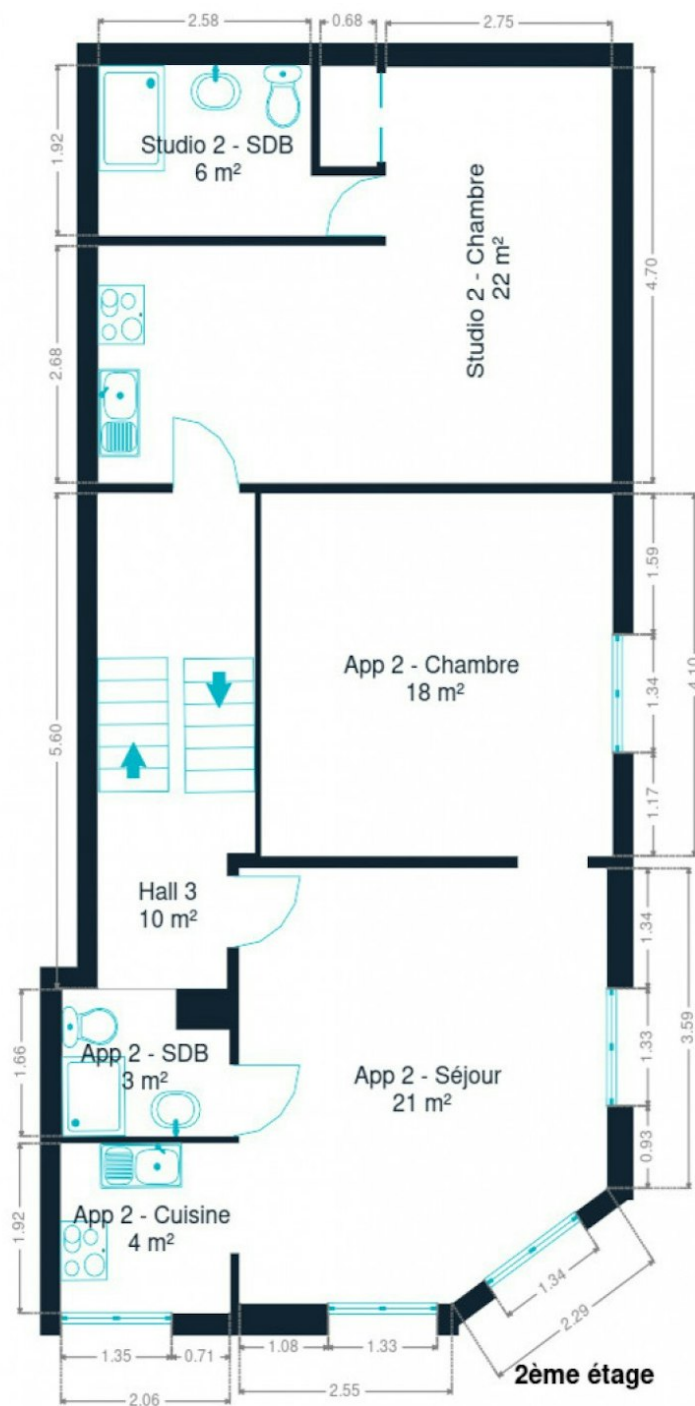 2.58
0.68
2.75
1.92
Studio 2 - SDB
6 m²
Studio 2 - Chambre
22 m²
4.70
2.68
5.60
App 2 - Chambre
18 m²
1.59
1.34
1.17
4.10
Hall 3
10 m²
1.34
1.33
0.93
3.59
1.66
App 2 - SDB
3 m²
App 2 - Séjour
21 m²
1.92
App 2 - Cuisine
4 m²
1.35
0.71
2.06
1.08
1.33
2.55
1.34
2.29
2ème étage